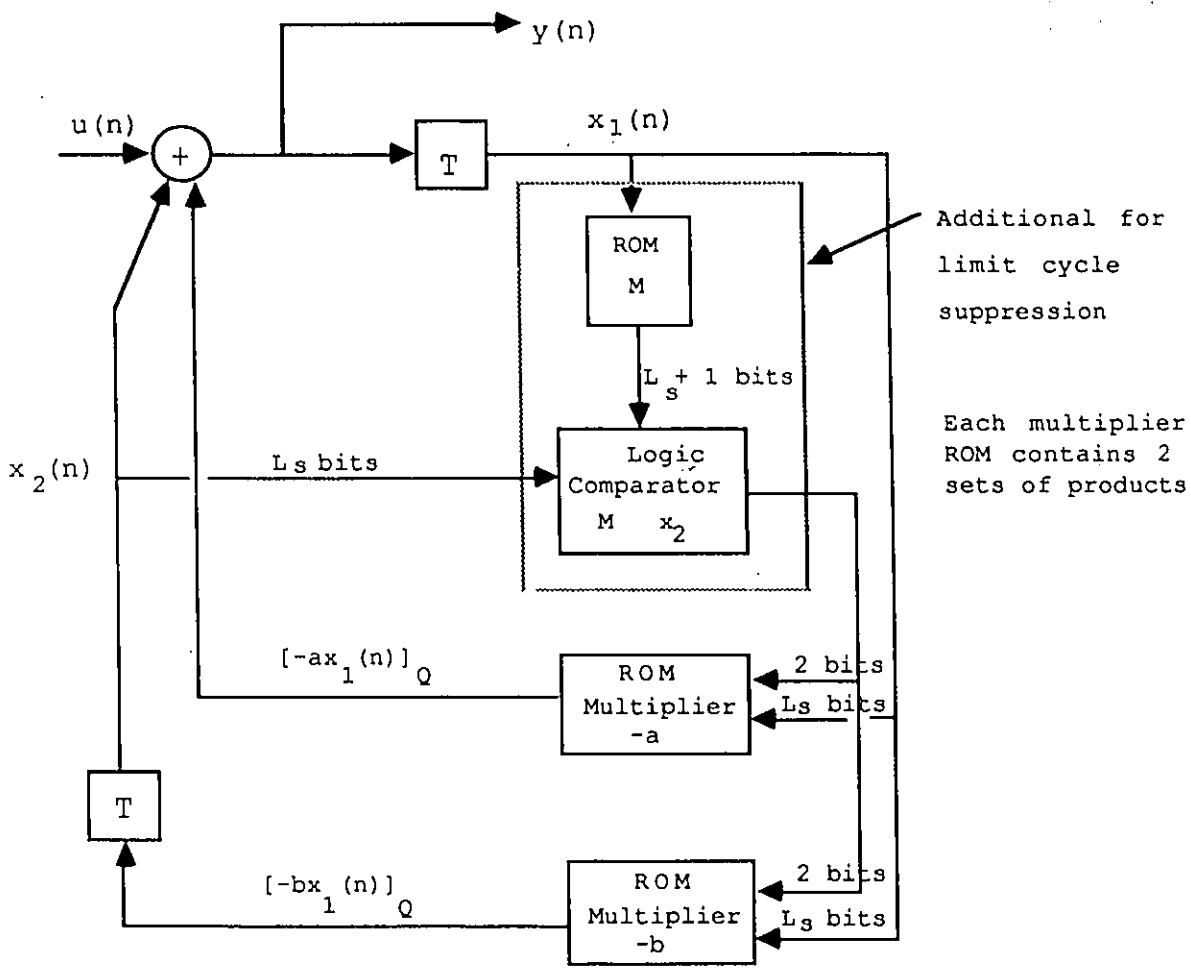 y(n)
u(n)
+
T
x1(n)
ROM
M
Additional for
limit cycle
suppression
Ls + 1 bits
Each multiplier
ROM contains 2
sets of products
x2(n)
Ls bits
Logic
Comparator
M x2
[-ax1(n)]Q
ROM
Multiplier
-a
2 bits
Ls bits
T
[-bx1(n)]Q
ROM
Multiplier
-b
2 bits
Ls bits